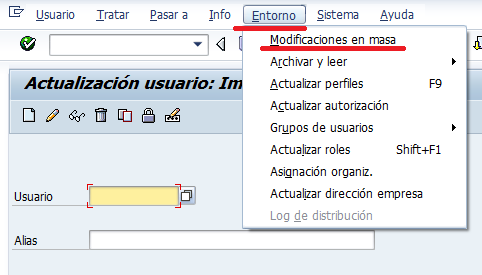 Usuario Tratar Pasar a Info Entorno Sistema Ayuda
Modificaciones en masa
Archivar y leer
Actualización usuario: Im
Actualizar perfiles F9
Actualizar autorización
Grupos de usuarios
Actualizar roles Shift+F1
Asignación organiz.
Usuario
Actualizar dirección empresa
Log de distribución
Alias